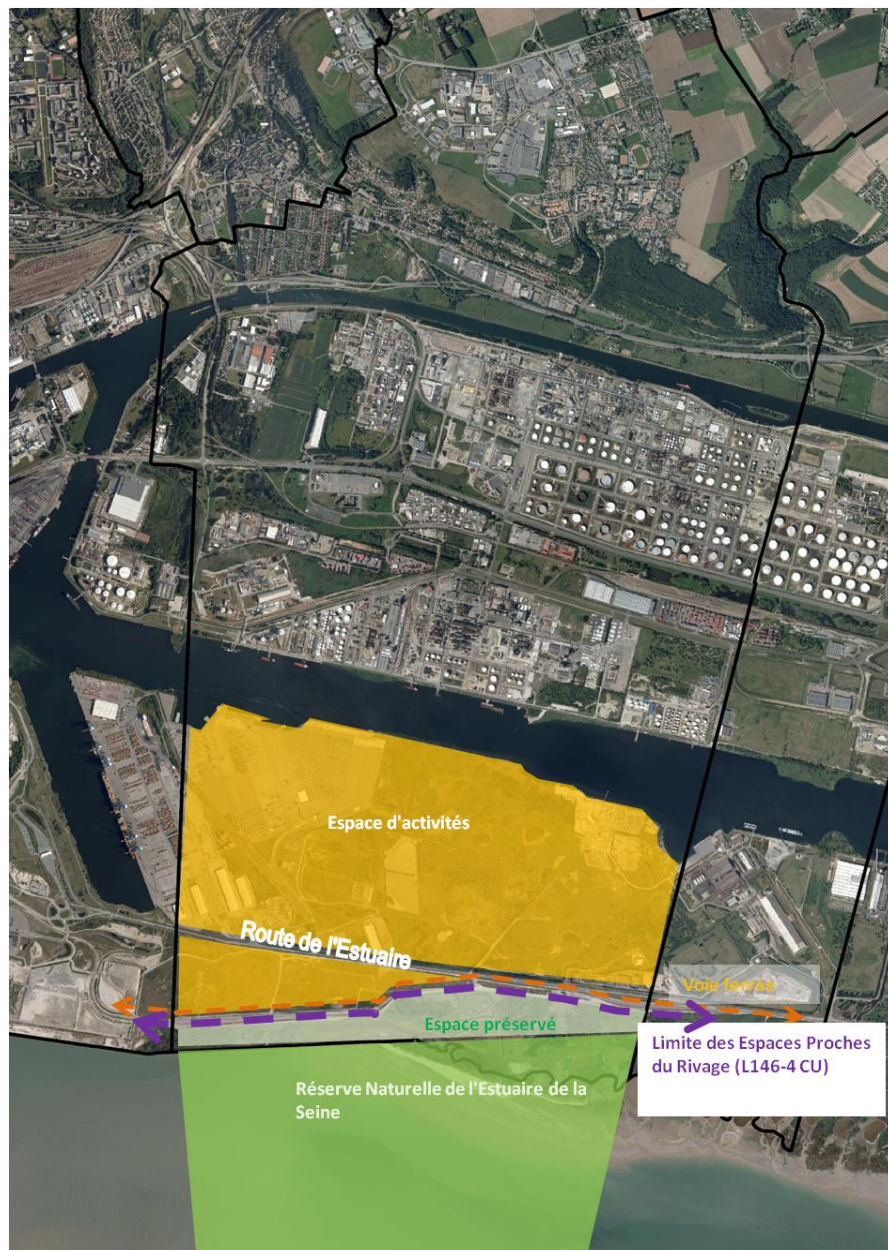 Espace d'activités
Route de l'Estuaire
Voie ferrée
Espace préservé
Limite des Espaces Proches
du Rivage (L146-4 CU)
Réserve Naturelle de l'Estuaire de la
Seine